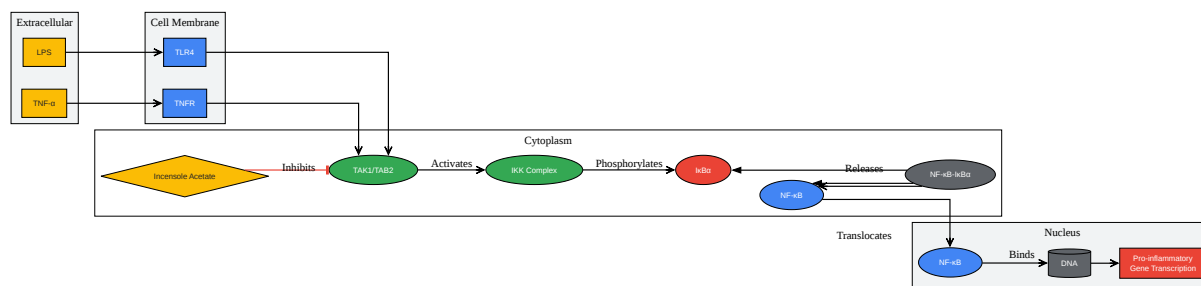 Extracellular
Cell Membrane
LPS
TLR4
TNF-α
TNFR
Cytoplasm
Incensole Acetate
Inhibits
TAK1/TAB2
Activates
IKK Complex
Phosphorylates
IκBα
Releases
NF-κB-IκBα
NF-κB
Translocates
Nucleus
NF-κB
Binds
DNA
Pro-inflammatory
Gene Transcription